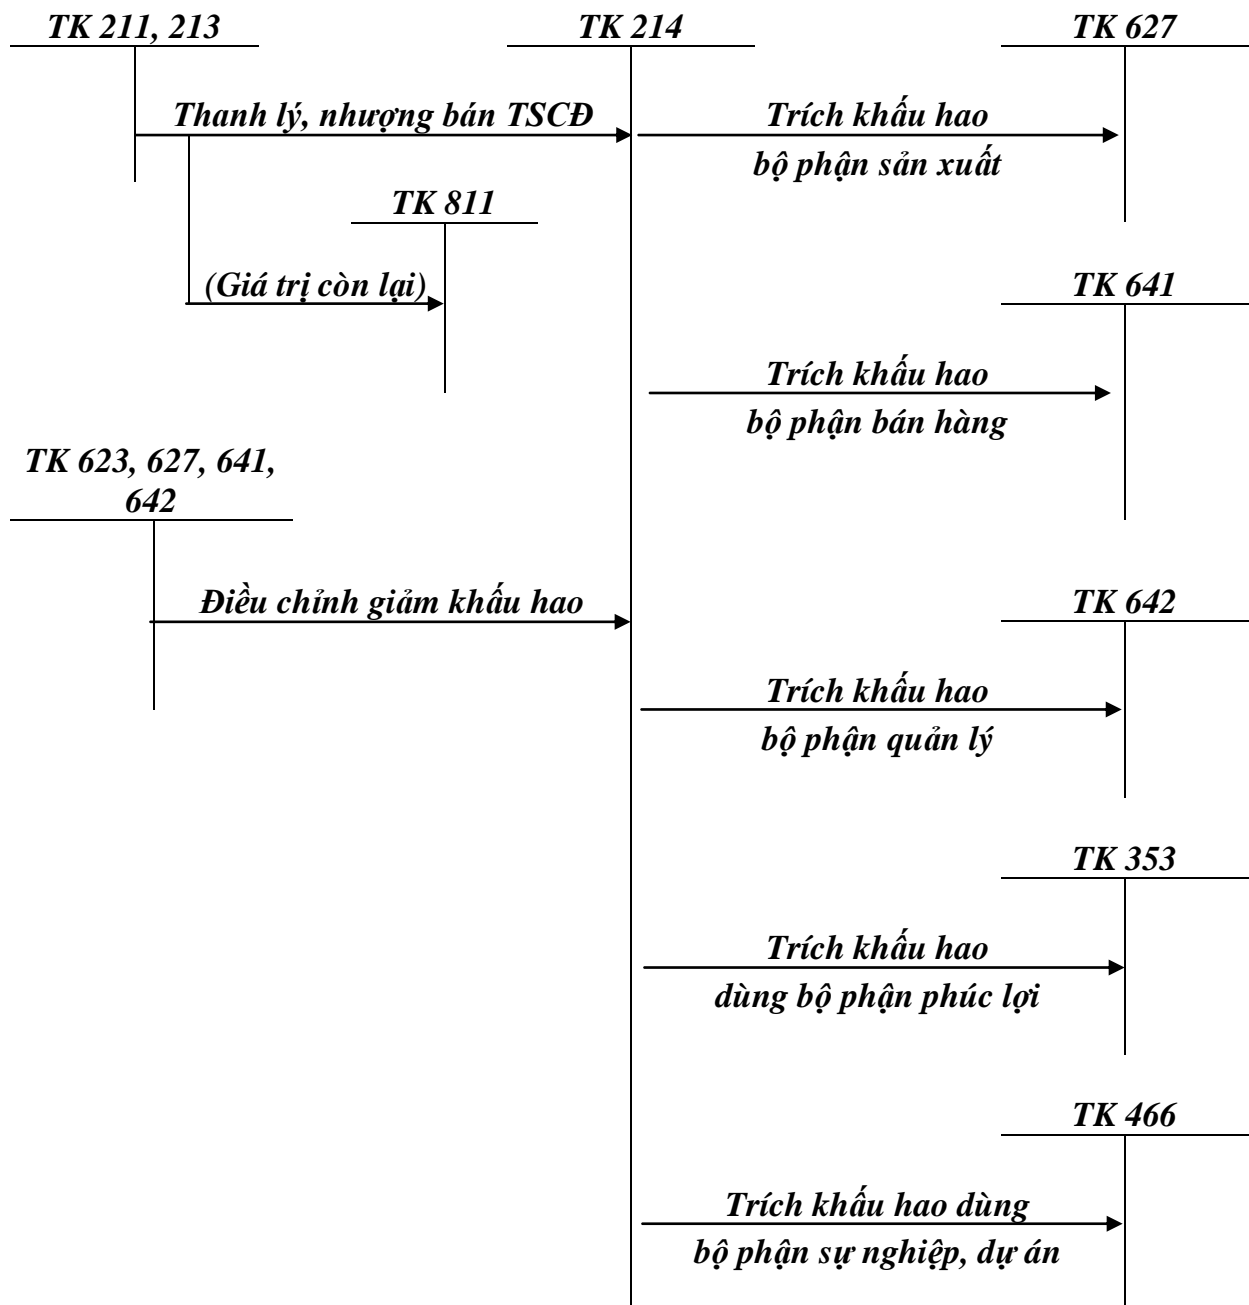 TK 211, 213
TK 214
TK 627
Thanh lý, nhượng bán TSCĐ
Trích khấu hao
bộ phận sản xuất
TK 811
(Giá trị còn lại)
TK 641
Trích khấu hao
bộ phận bán hàng
TK 623, 627, 641,
642
Điều chỉnh giảm khấu hao
TK 642
Trích khấu hao
bộ phận quản lý
TK 353
Trích khấu hao
dùng bộ phận phúc lợi
TK 466
Trích khấu hao dùng
bộ phận sự nghiệp, dự án